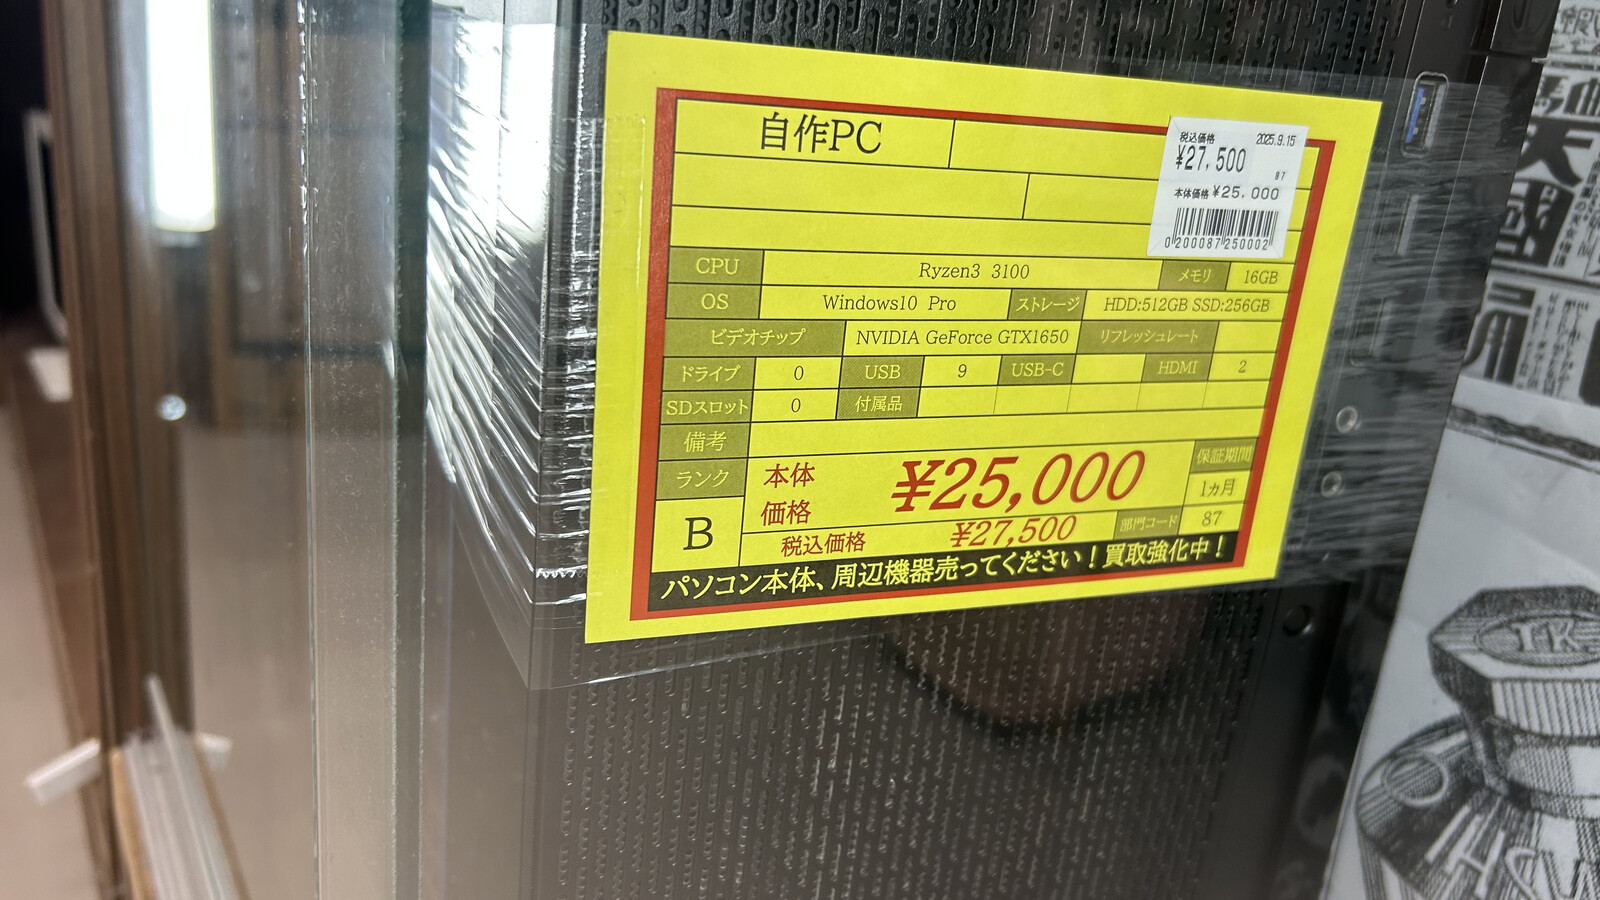 自作PC
税込価格 2025.9.15
¥27,500
87
本体価格 ¥25,000
0200087250002
CPU Ryzen3 3100 メモリ 16GB
OS Windows10 Pro ストレージ HDD:512GB SSD:256GB
ビデオチップ NVIDIA GeForce GTX1650 リフレッシュレート
ドライブ 0 USB 9 USB-C HDMI 2
SDスロット 0 付属品
備考
ランク 本体価格 ¥25,000 保証期間
1ヵ月
B 税込価格 ¥27,500 部門コード 87
パソコン本体、周辺機器売ってください！買取強化中！